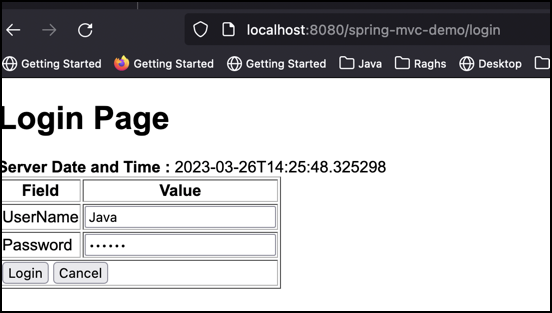 localhost:8080/spring-mvc-demo/login
Getting Started Getting Started Getting Started Java Raghs Desktop
Login Page
Server Date and Time : 2023-03-26T14:25:48.325298
Field Value
UserName Java
Password ••••••
Login Cancel